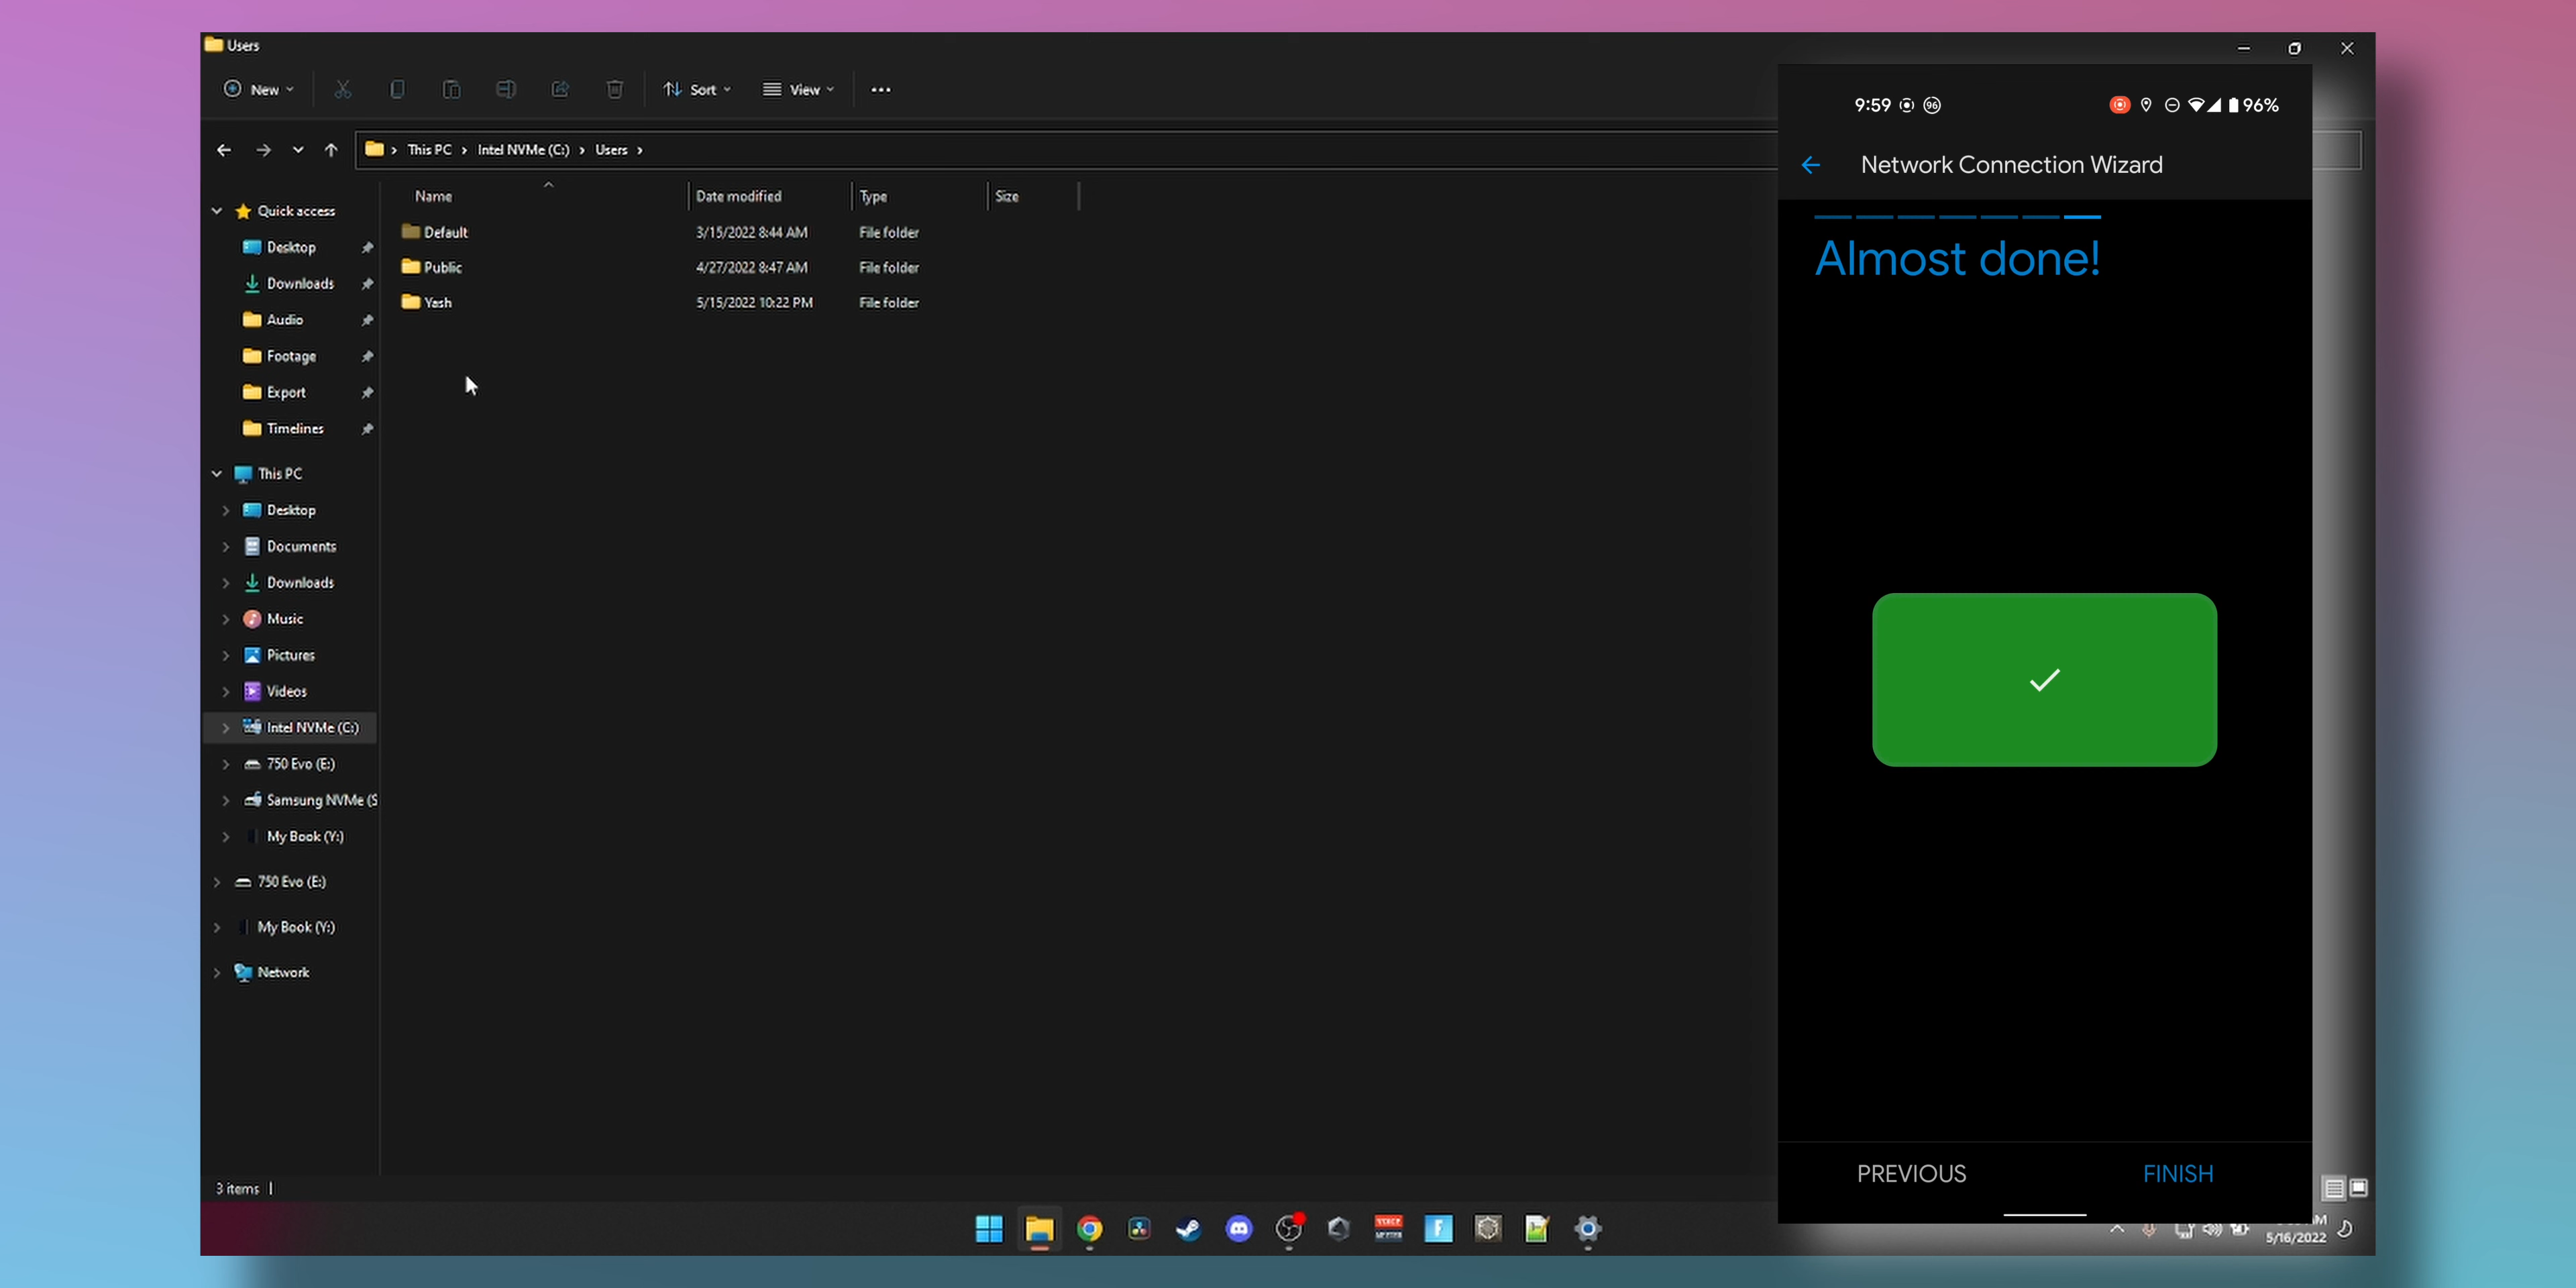 Users
New
Sort
View
This PC > Intel NVMe (C:) > Users >
Name Date modified Type Size
Default 3/15/2022 8:44 AM File folder
Public 4/27/2022 8:47 AM File folder
Yash 5/15/2022 10:22 PM File folder
Quick access
Desktop
Downloads
Audio
Footage
Export
Timelines
This PC
Desktop
Documents
Downloads
Music
Pictures
Videos
Intel NVMe (C:)
750 Evo (E:)
Samsung NVMe (S
My Book (Y:)
750 Evo (E:)
My Book (Y:)
Network
3 items
9:59 96 96%
Network Connection Wizard
Almost done!
PREVIOUS FINISH
VOICE
F
5/16/2022